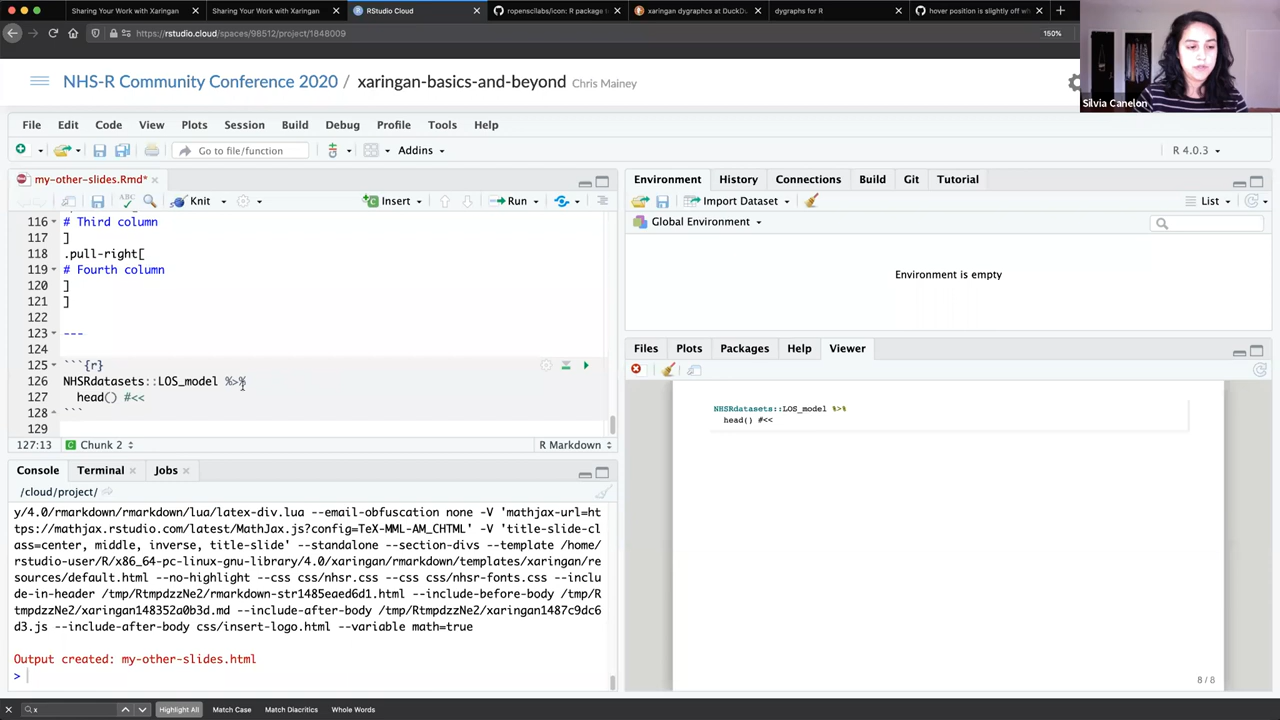 Sharing Your Work with Xaringan
Sharing Your Work with Xaringan
RStudio Cloud
ropenscilabs/icon: R package t
xaringan dygraphcs at DuckDu
dygraphs for R
hover position is slightly off wh
https://rstudio.cloud/spaces/98512/project/1848009
150%
NHS-R Community Conference 2020 / xaringan-basics-and-beyond Chris Mainey
Silvia Canelon
File Edit Code View Plots Session Build Debug Profile Tools Help
Go to file/function
Addins
R 4.0.3
my-other-slides.Rmd*
ABC
Knit
Insert
Run
116 # Third column
117 ]
118 .pull-right[
119 # Fourth column
120 ]
121 ]
122
123 ---
124
125 ```{r}
126 NHSRdatasets::LOS_model %>%
127 head() #<<
128 ```
129
127:13 Chunk 2 R Markdown
Console Terminal Jobs
/cloud/project/
y/4.0/rmarkdown/rmarkdown/lua/latex-div.lua --email-obfuscation none -V 'mathjax-url=ht
tps://mathjax.rstudio.com/latest/MathJax.js?config=TeX-MML-AM_CHTML' -V 'title-slide-cl
ass=center, middle, inverse, title-slide' --standalone --section-divs --template /home/
rstudio-user/R/x86_64-pc-linux-gnu-library/4.0/xaringan/rmarkdown/templates/xaringan/re
sources/default.html --no-highlight --css css/nhsr.css --css css/nhsr-fonts.css --inclu
de-in-header /tmp/RtmpdzzNe2/rmarkdown-str1485eaed6d1.html --include-before-body /tmp/R
tmpdzzNe2/xaringan148352a0b3d.md --include-after-body /tmp/RtmpdzzNe2/xaringan1487c9dc6
d3.js --include-after-body css/insert-logo.html --variable math=true
Output created: my-other-slides.html
>
Environment History Connections Build Git Tutorial
Import Dataset
List
Global Environment
Environment is empty
Files Plots Packages Help Viewer
NHSRdatasets::LOS_model %>%
head() #<<
8 / 8
x
Highlight All Match Case Match Diacritics Whole Words